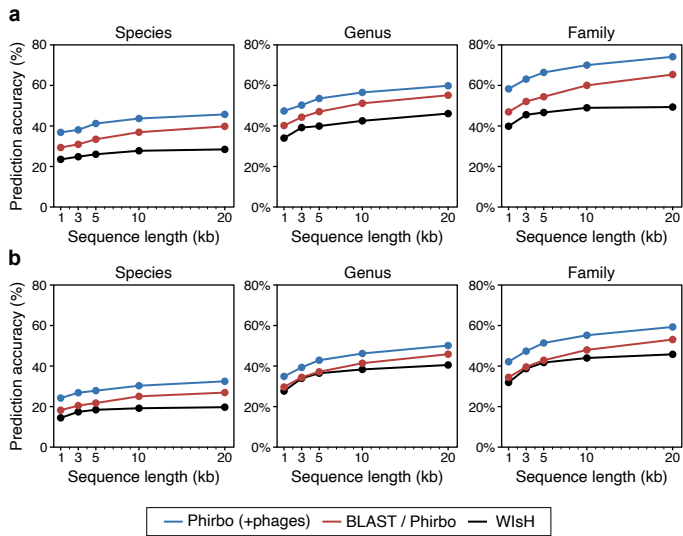 a
Species
Genus
Family
Prediction accuracy (%)
80
60
40
20
0
80%
60%
40%
20%
0%
80%
60%
40%
20%
0%
1 3 5 10 20
1 3 5 10 20
1 3 5 10 20
Sequence length (kb)
Sequence length (kb)
Sequence length (kb)
b
Species
Genus
Family
Prediction accuracy (%)
80
60
40
20
0
80%
60%
40%
20%
0%
80%
60%
40%
20%
0%
1 3 5 10 20
1 3 5 10 20
1 3 5 10 20
Sequence length (kb)
Sequence length (kb)
Sequence length (kb)
Phirbo (+phages) BLAST / Phirbo WIsH